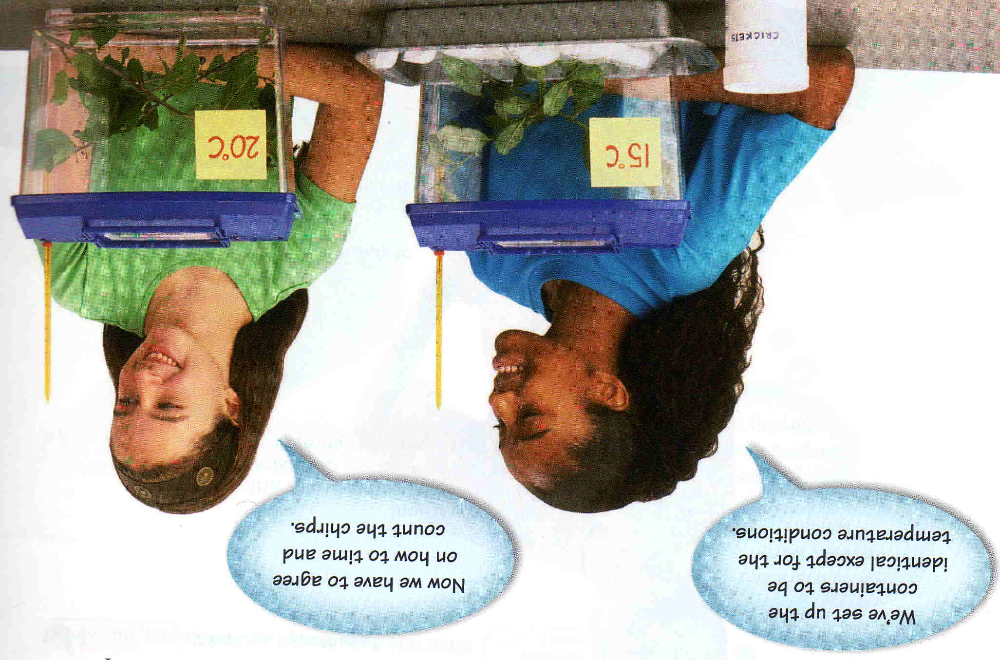 We've set up the
containers to be
identical except for the
temperature conditions.
Now we have to agree
on how to time and
count the chirps.
15°C
20°C
CRICKETS